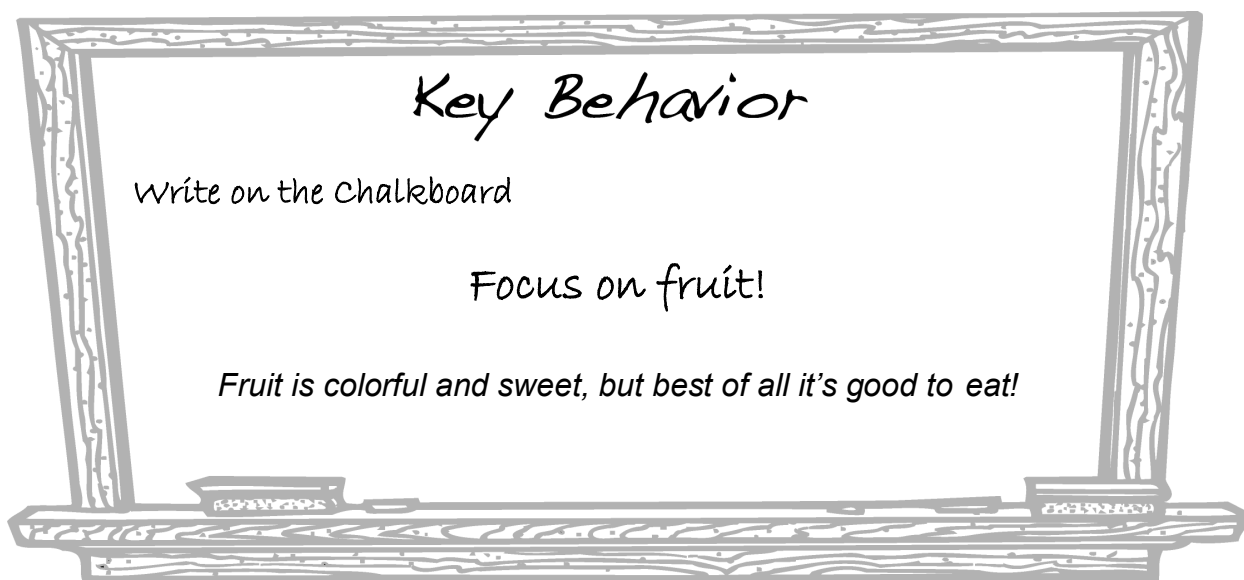 Key Behavior
Write on the Chalkboard
Focus on fruit!
Fruit is colorful and sweet, but best of all it’s good to eat!